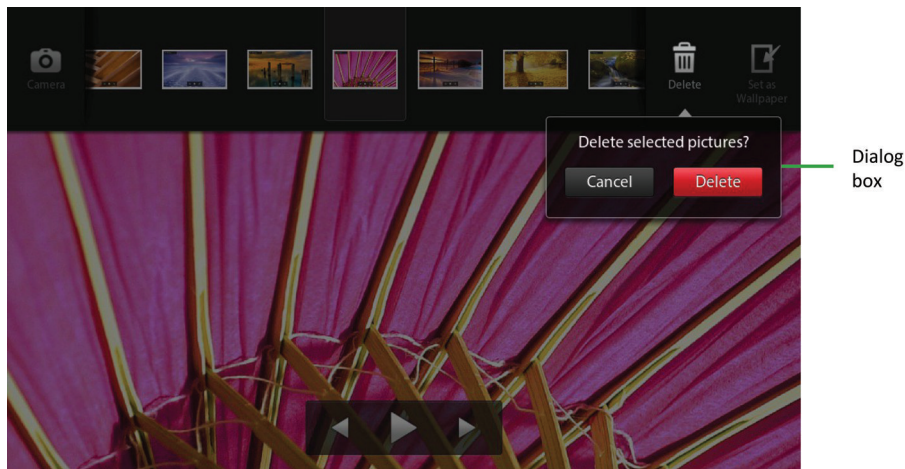 Camera
Delete
Set as
Wallpaper
Delete selected pictures?
Cancel
Delete
Dialog
box